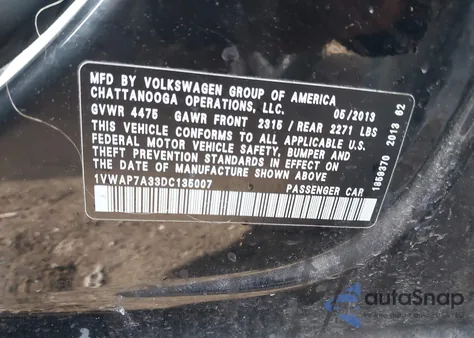 MFD BY VOLKSWAGEN GROUP OF AMERICA
CHATTANOOGA OPERATIONS, LLC. 05/2013
GVWR 4475 GAWR FRONT 2315 / REAR 2271 LBS
THIS VEHICLE CONFORMS TO ALL APPLICABLE U.S.
FEDERAL MOTOR VEHICLE SAFETY, BUMPER AND
THEFT PREVENTION STANDARDS IN EFFECT ON
THE DATE OF MANUFACTURE SHOWN ABOVE.
1VWAP7A33DC135007 PASSENGER CAR
1859370 2013 62
autoSnap